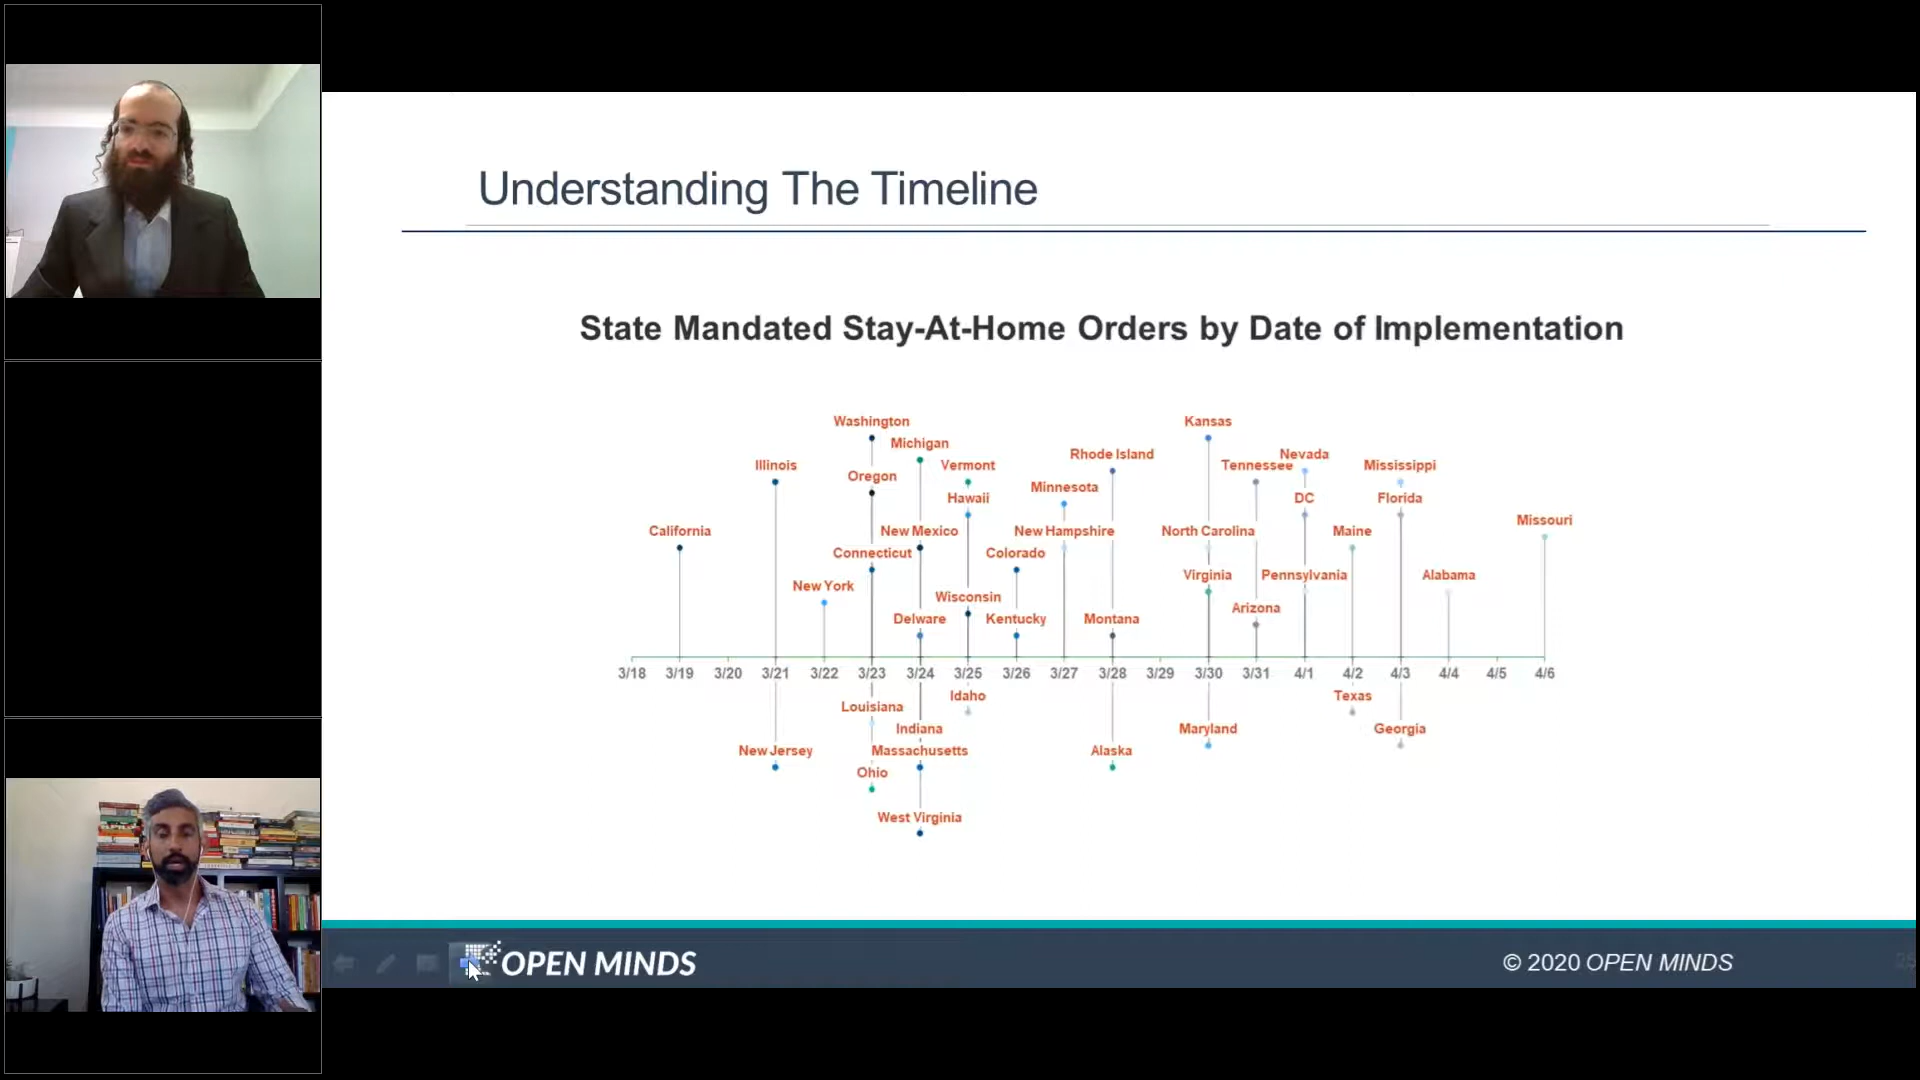 Understanding The Timeline
State Mandated Stay-At-Home Orders by Date of Implementation
Washington
Kansas
Michigan
Rhode Island
Nevada
Illinois
Vermont
Tennessee
Mississippi
Oregon
Minnesota
Hawaii
DC
Florida
Missouri
California
New Mexico
New Hampshire
North Carolina
Maine
Connecticut
Colorado
Virginia
Pennsylvania
Alabama
New York
Wisconsin
Arizona
Delware
Kentucky
Montana
3/18 3/19 3/20 3/21 3/22 3/23 3/24 3/25 3/26 3/27 3/28 3/29 3/30 3/31 4/1 4/2 4/3 4/4 4/5 4/6
Idaho
Texas
Louisiana
Indiana
Maryland
Georgia
New Jersey
Massachusetts
Alaska
Ohio
West Virginia
OPEN MINDS
© 2020 OPEN MINDS